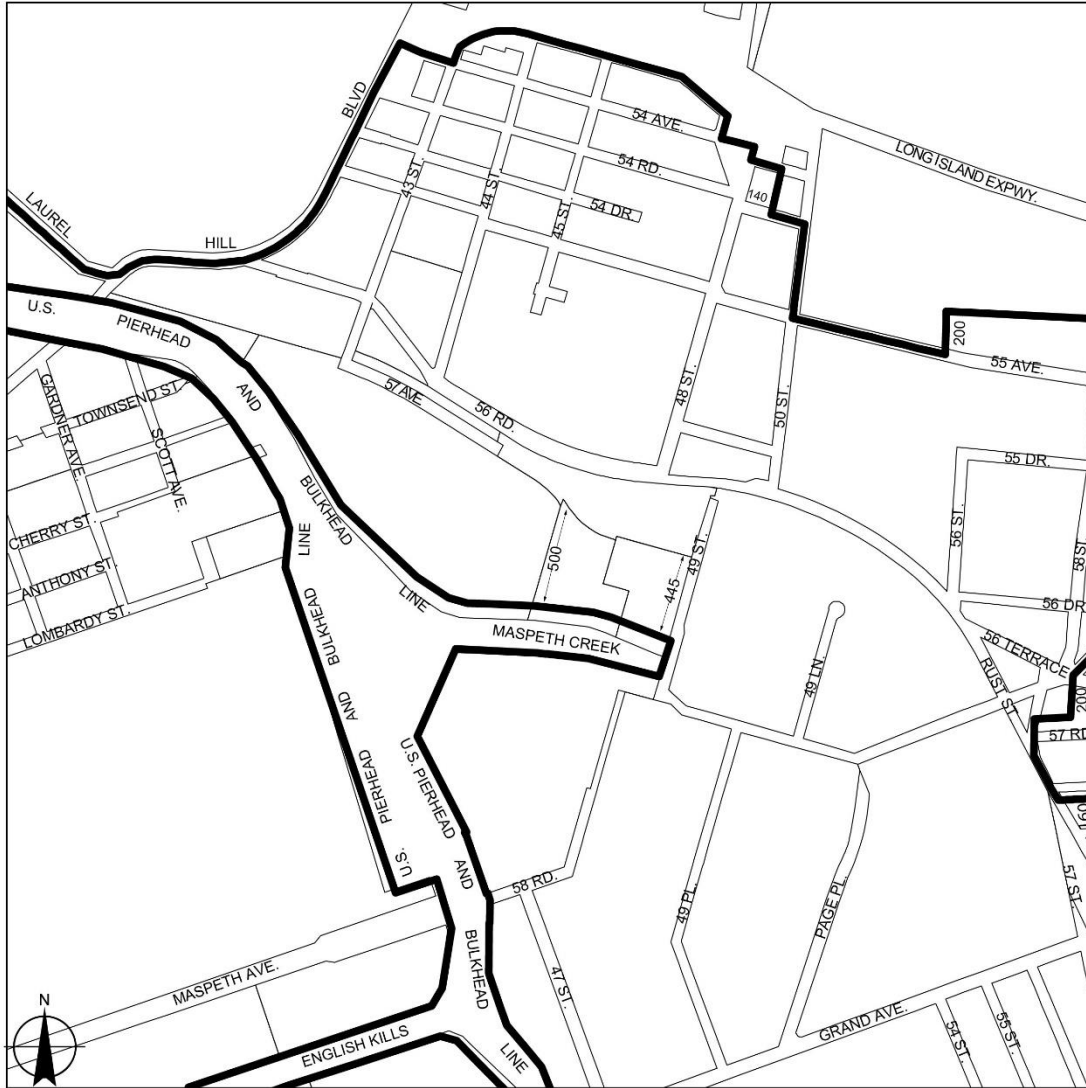 BLVD
54 AVE.
LONG ISLAND EXPWY.
54 RD.
43 ST.
44 ST.
140
LAUREL
45 ST.
54 DR.
HILL
U.S.
PIERHEAD
AND
BULKHEAD
LINE
200
55 AVE.
GARDNER AVE.
TOWNSEND ST.
SCOTT AVE.
57 AVE
56 RD.
48 ST.
50 ST.
55 DR.
CHERRY ST.
ANTHONY ST.
LOMBARDY ST.
500
445
49 ST.
56 ST.
58 ST.
56 DR.
MASPETH CREEK
49 LN.
56 TERRACE
RUST ST.
200
57 RD
160
LINE
BULKHEAD
AND
PIERHEAD
U.S.
U.S. PIERHEAD
AND
BULKHEAD
LINE
58 RD.
47 ST.
49 PL.
PAGE PL.
57 ST.
MASPETH AVE.
GRAND AVE.
54 ST.
55 ST.
ENGLISH KILLS
N